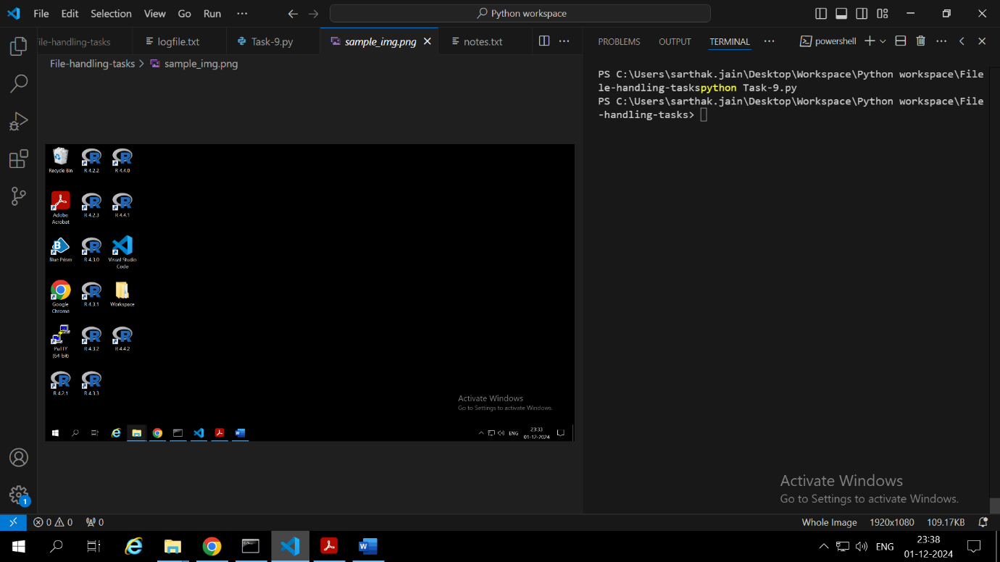 File Edit Selection View Go Run ··· Python workspace
ile-handling-tasks logfile.txt Task-9.py sample_img.png notes.txt
PROBLEMS OUTPUT TERMINAL ··· powershell
File-handling-tasks > sample_img.png
PS C:\Users\sarthak.jain\Desktop\Workspace\Python workspace\File
le-handling-taskspython Task-9.py
PS C:\Users\sarthak.jain\Desktop\Workspace\Python workspace\File
-handling-tasks>
Recycle Bin R 4.2.2 R 4.4.0
Adobe Acrobat R 4.2.3 R 4.4.1
Blue Prism R 4.3.0 Visual Studio Code
Google Chrome R 4.3.1 Workspace
PuTTY (64-bit) R 4.3.2 R 4.4.2
R 4.2.1 R 4.3.3
Activate Windows
Go to Settings to activate Windows.
ENG 23:33
01-12-2024
Activate Windows
Go to Settings to activate Windows.
1
0 0 0 Whole Image 1920x1080 109.17KB
ENG 23:38
01-12-2024